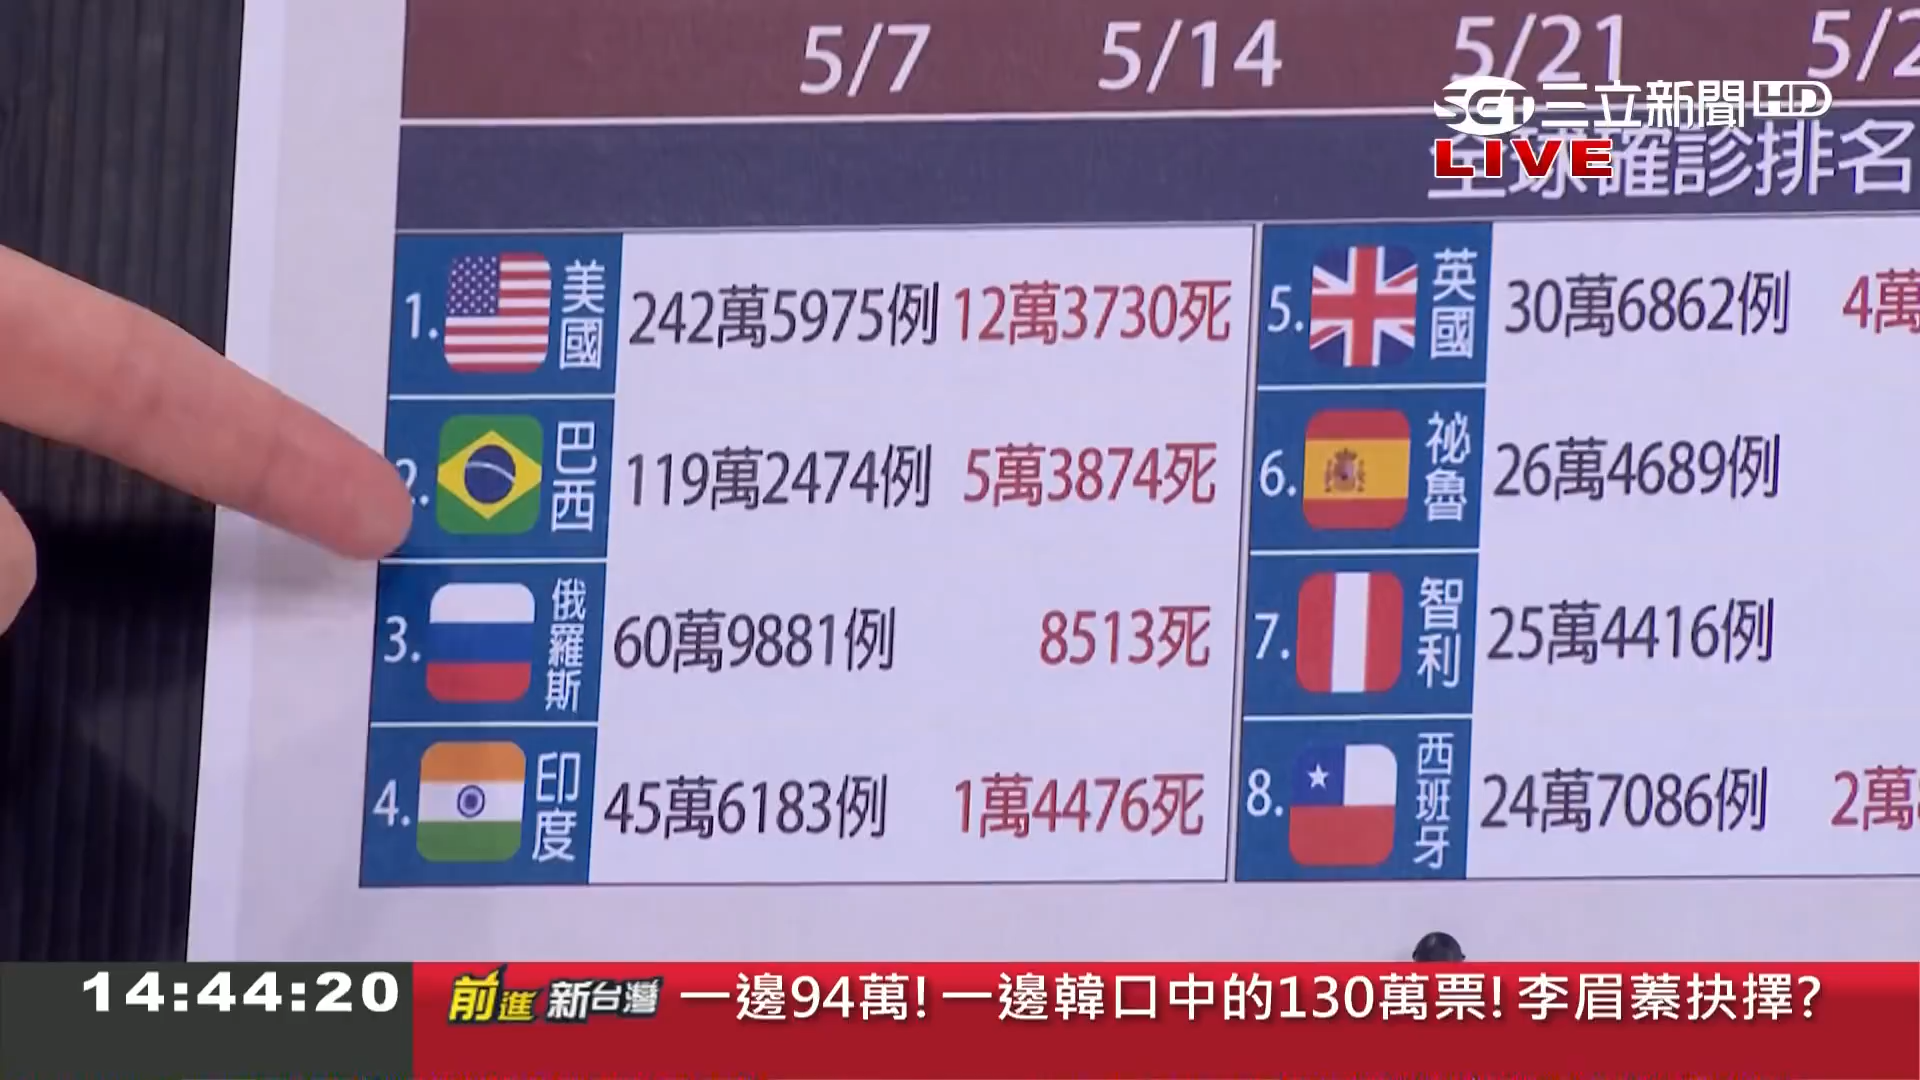 5/7 5/14 5/21 5/2
三立新聞HD
LIVE
全球確診排名
1. 美國 242萬5975例 12萬3730死
2. 巴西 119萬2474例 5萬3874死
3. 俄羅斯 60萬9881例 8513死
4. 印度 45萬6183例 1萬4476死
5. 英國 30萬6862例 4萬
6. 祕魯 26萬4689例
7. 智利 25萬4416例
8. 西班牙 24萬7086例 2萬
14:44:20 前進新台灣 一邊94萬!一邊韓口中的130萬票!李眉蓁抉擇?